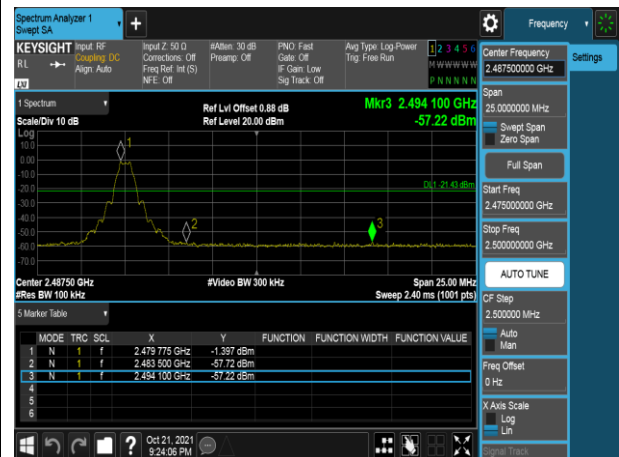 Spectrum Analyzer 1
Swept SA
Frequency
KEYSIGHT
RL
LXI
Input: RF
Coupling: DC
Align: Auto
Input Z: 50 Ω
Corrections: Off
Freq Ref: Int (S)
NFE: Off
#Atten: 30 dB
Preamp: Off
PNO: Fast
Gate: Off
IF Gain: Low
Sig Track: Off
Avg Type: Log-Power
Trig: Free Run
1 2 3 4 5 6
M W W W W W
P N N N N N
1 Spectrum
Scale/Div 10 dB
Ref Lvl Offset 0.88 dB
Ref Level 20.00 dBm
Mkr3 2.494 100 GHz
-57.22 dBm
Log
10.0
0.00
-10.0
-20.0
-30.0
-40.0
-50.0
-60.0
-70.0
1
2
3
DL1 -21.43 dBm
Center 2.48750 GHz
#Res BW 100 kHz
#Video BW 300 kHz
Span 25.00 MHz
Sweep 2.40 ms (1001 pts)
5 Marker Table
MODE TRC SCL X Y FUNCTION FUNCTION WIDTH FUNCTION VALUE
1 N 1 f 2.479 775 GHz -1.397 dBm
2 N 1 f 2.483 500 GHz -57.72 dBm
3 N 1 f 2.494 100 GHz -57.22 dBm
4
5
6
Oct 21, 2021
9:24:06 PM
Center Frequency
2.487500000 GHz
Settings
Span
25.0000000 MHz
Swept Span
Zero Span
Full Span
Start Freq
2.475000000 GHz
Stop Freq
2.500000000 GHz
AUTO TUNE
CF Step
2.500000 MHz
Auto
Man
Freq Offset
0 Hz
X Axis Scale
Log
Lin
Signal Track